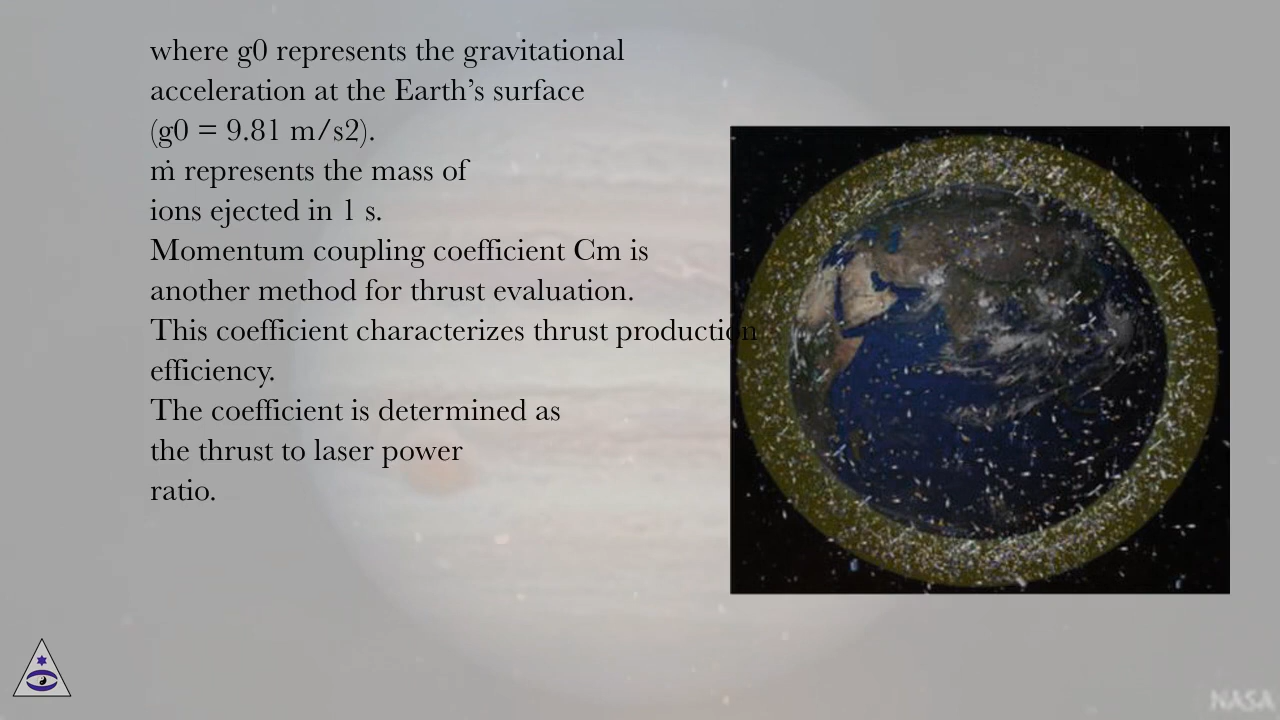 where g0 represents the gravitational
acceleration at the Earth’s surface
(g0 = 9.81 m/s2).
ṁ represents the mass of
ions ejected in 1 s.
Momentum coupling coefficient Cm is
another method for thrust evaluation.
This coefficient characterizes thrust production
efficiency.
The coefficient is determined as
the thrust to laser power
ratio.
NASA